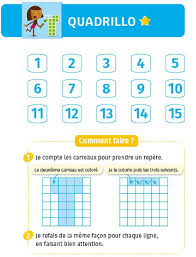 QUADRILLO
1 2 3 4 5
6 7 8 9 10
11 12 13 14 15
Comment faire ?
1 Je compte les carreaux pour prendre un repère.
Le deuxième carreau est coloré
Je le colorie puis les trois suivants.
2 Je refais de la même façon pour chaque ligne,
en faisant bien attention.